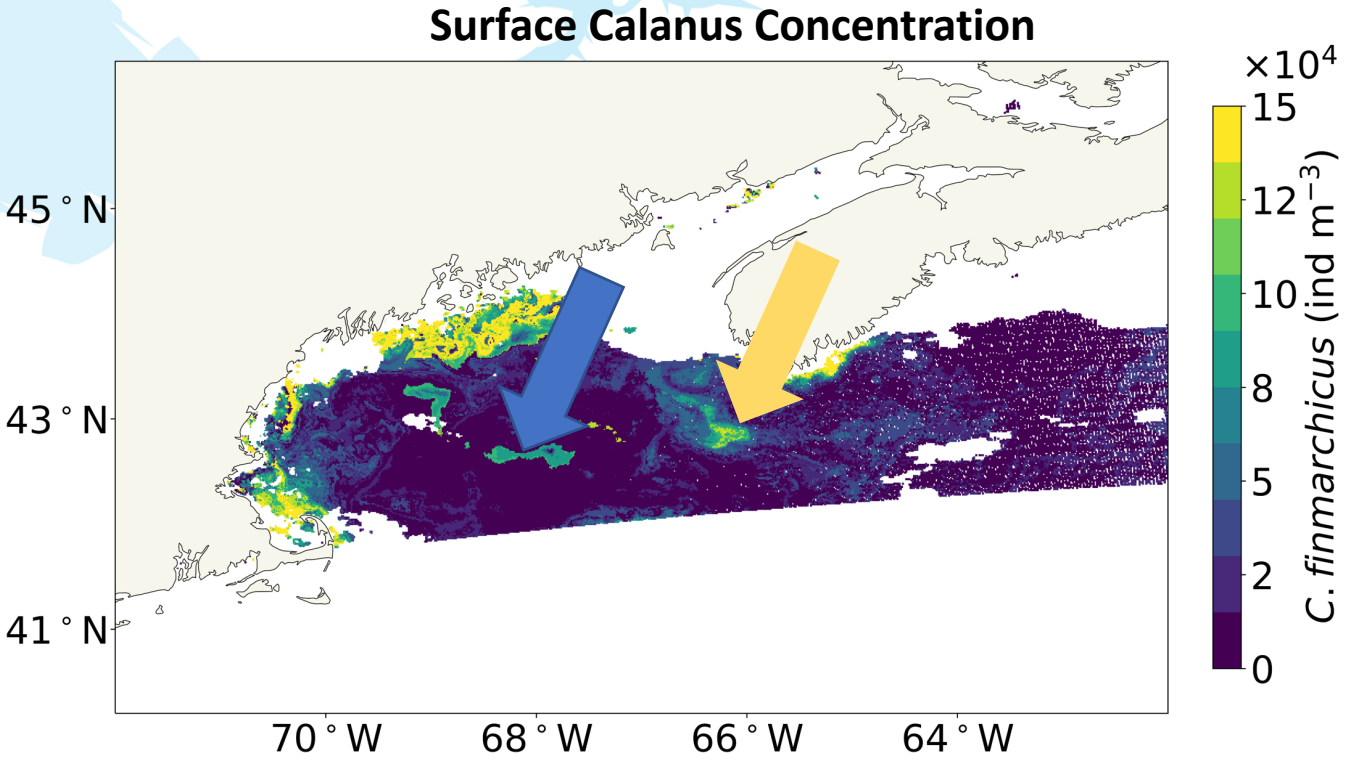 Surface Calanus Concentration
×10⁴
15
12
10
8
5
2
0
C. finmarchicus (ind m⁻³)
45°N
43°N
41°N
70°W
68°W
66°W
64°W